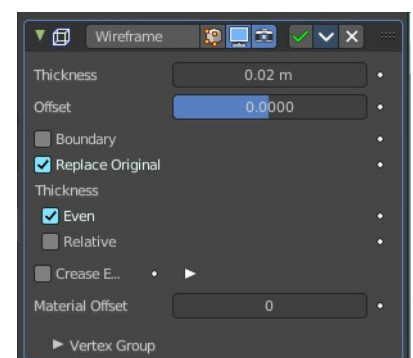 Wireframe
Thickness 0.02 m
Offset 0.0000
Boundary
Replace Original
Thickness
Even
Relative
Crease E...
Material Offset 0
Vertex Group